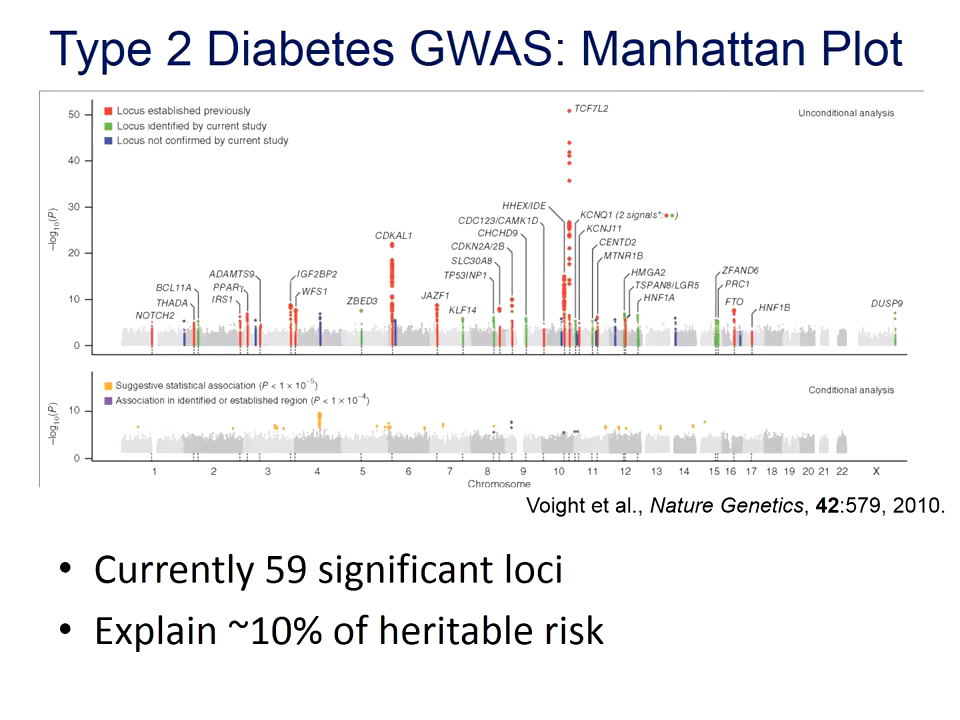 Type 2 Diabetes GWAS: Manhattan Plot
50
40
30
20
10
0
–log10(P)
Locus established previously
Locus identified by current study
Locus not confirmed by current study
Unconditional analysis
TCF7L2
HHEX/IDE
KCNQ1 (2 signals*: )
CDC123/CAMK1D
KCNJ11
CHCHD9
CENTD2
CDKAL1
CDKN2A/2B
MTNR1B
SLC30A8
HMGA2
ZFAND6
ADAMTS9
IGF2BP2
TP53INP1
TSPAN8/LGR5
PRC1
BCL11A
PPARγ
WFS1
JAZF1
HNF1A
THADA
IRS1
ZBED3
KLF14
FTO
HNF1B
DUSP9
NOTCH2
Suggestive statistical association (P < 1 × 10–5)
Association in identified or established region (P < 1 × 10–4)
Conditional analysis
10
0
–log10(P)
1 2 3 4 5 6 7 8 9 10 11 12 13 14 15 16 17 18 19 20 21 22 X
Chromosome
Voight et al., Nature Genetics, 42:579, 2010.
• Currently 59 significant loci
• Explain ~10% of heritable risk